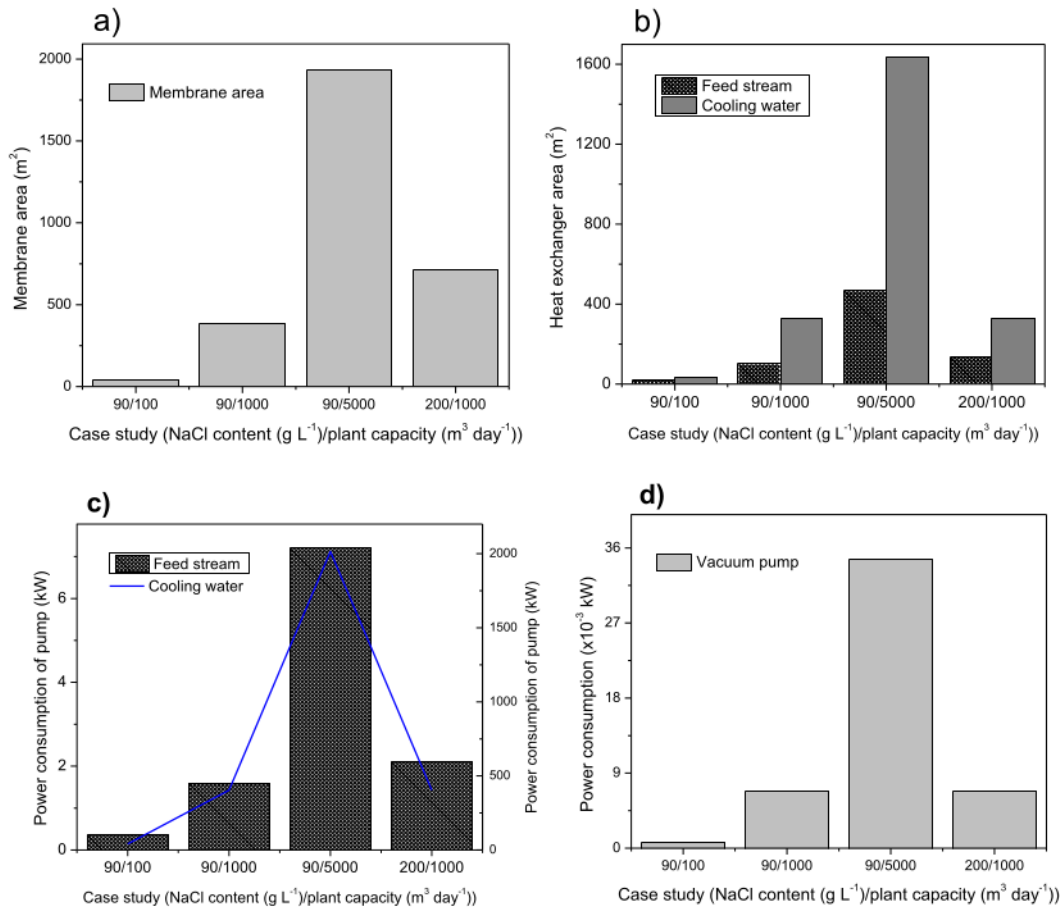 a)
2000
1500
1000
500
0
Membrane area (m²)
Membrane area
90/100 90/1000 90/5000 200/1000
Case study (NaCl content (g L⁻¹)/plant capacity (m³ day⁻¹))
b)
1600
1200
800
400
0
Heat exchanger area (m²)
Feed stream
Cooling water
90/100 90/1000 90/5000 200/1000
Case study (NaCl content (g L⁻¹)/plant capacity (m³ day⁻¹))
c)
6
4
2
0
Power consumption of pump (kW)
Feed stream
Cooling water
2000
1500
1000
500
0
Power consumption of pump (kW)
90/100 90/1000 90/5000 200/1000
Case study (NaCl content (g L⁻¹)/plant capacity (m³ day⁻¹))
d)
36
27
18
9
0
Power consumption (x10⁻³ kW)
Vacuum pump
90/100 90/1000 90/5000 200/1000
Case study (NaCl content (g L⁻¹)/plant capacity (m³ day⁻¹))